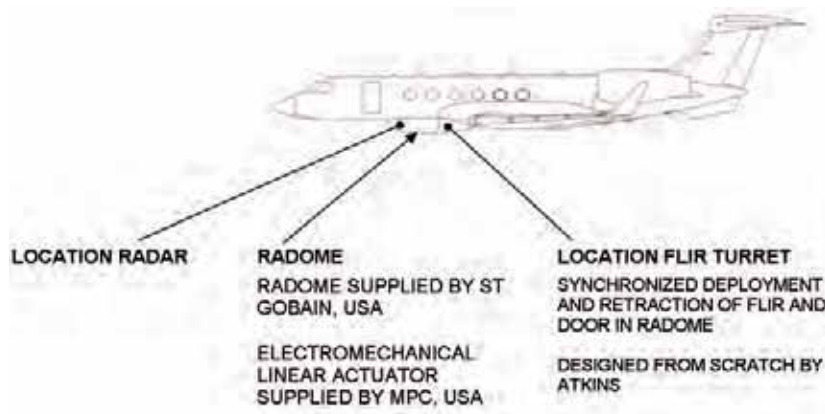 LOCATION RADAR
RADOME
RADOME SUPPLIED BY ST
GOBAIN, USA
ELECTROMECHANICAL
LINEAR ACTUATOR
SUPPLIED BY MPC, USA
LOCATION FLIR TURRET
SYNCHRONIZED DEPLOYMENT
AND RETRACTION OF FLIR AND
DOOR IN RADOME
DESIGNED FROM SCRATCH BY
ATKINS